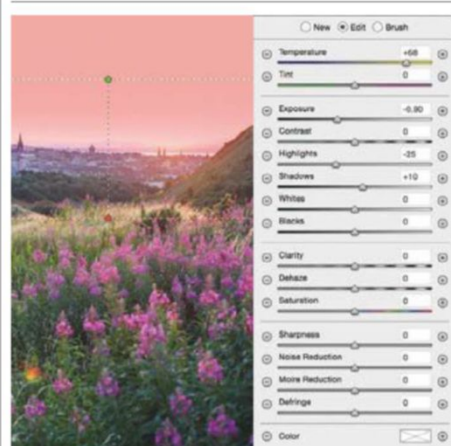 New Edit Brush
Temperature +68
Tint 0
Exposure -0.90
Contrast 0
Highlights -25
Shadows +10
Whites 0
Blacks 0
Clarity 0
Dehaze 0
Saturation 0
Sharpness 0
Noise Reduction 0
Moire Reduction 0
Defringe 0
Color